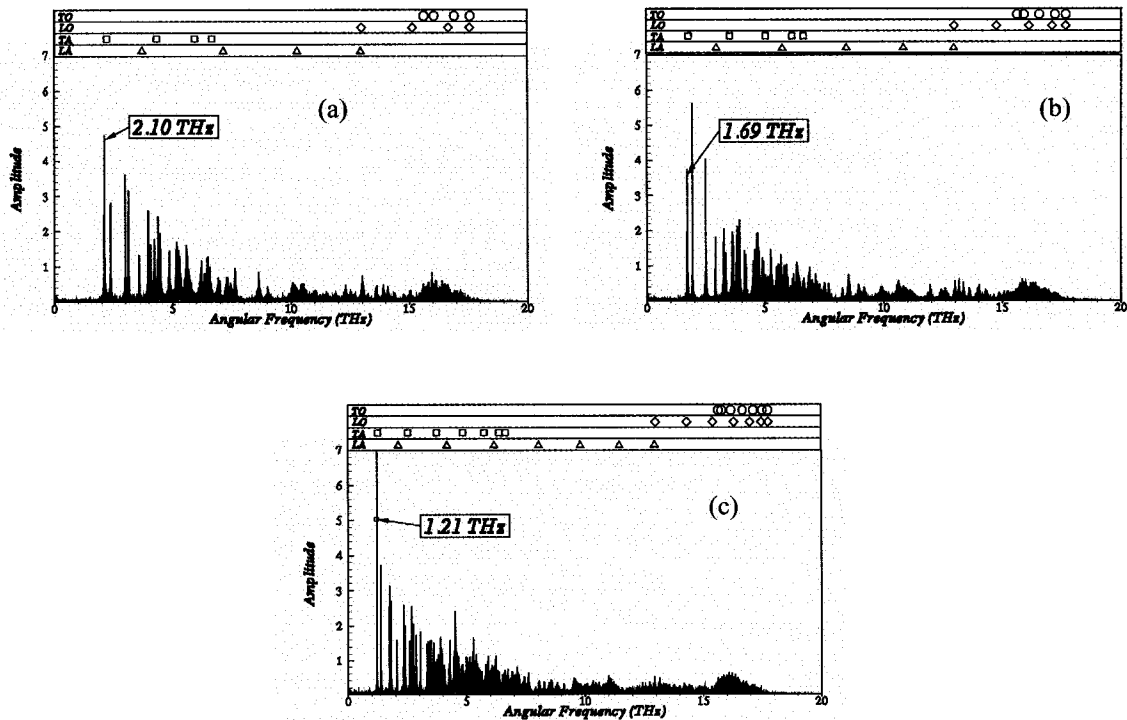 TO
LO
TA
LA
7
6
5
4
3
2
1
Amplitude
(a)
2.10 THz
0 5 10 15 20
Angular Frequency (THz)
TO
LO
TA
LA
7
6
5
4
3
2
1
Amplitude
(b)
1.69 THz
0 5 10 15 20
Angular Frequency (THz)
TO
LO
TA
LA
7
6
5
4
3
2
1
Amplitude
(c)
1.21 THz
0 5 10 15 20
Angular Frequency (THz)